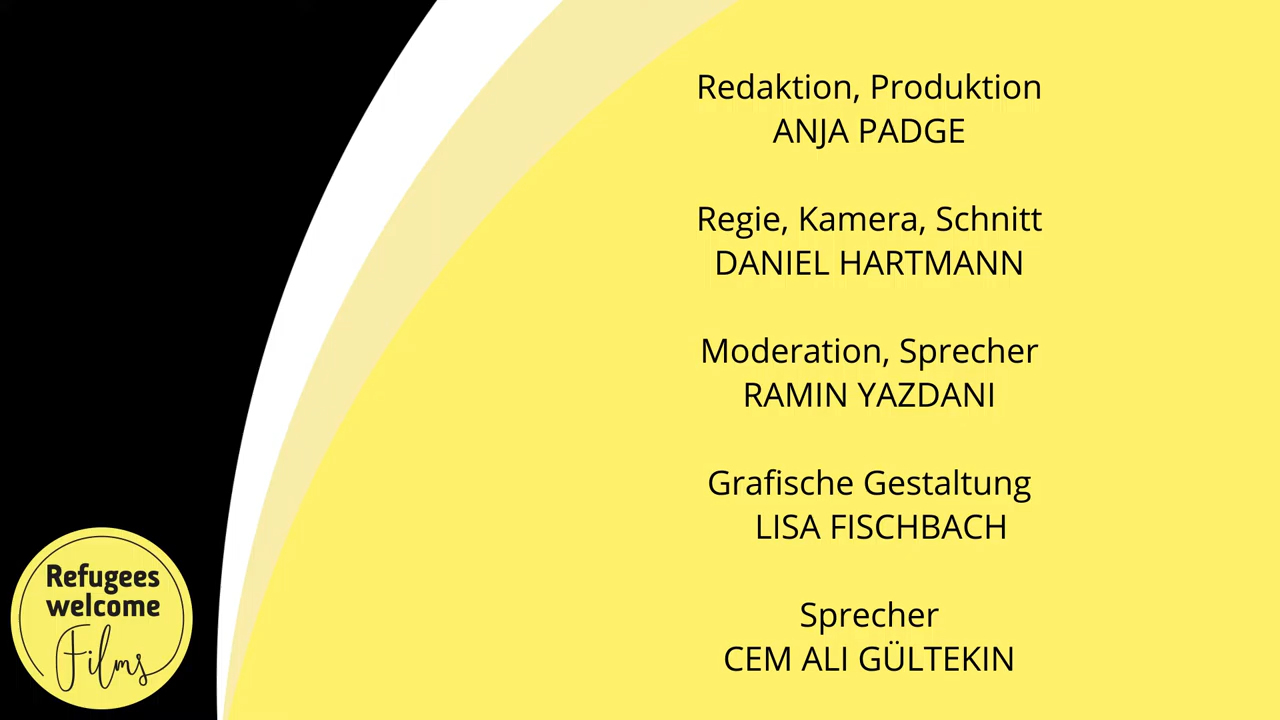 Redaktion, Produktion
ANJA PADGE
Regie, Kamera, Schnitt
DANIEL HARTMANN
Moderation, Sprecher
RAMIN YAZDANI
Grafische Gestaltung
LISA FISCHBACH
Sprecher
CEM ALI GÜLTEKIN
Refugees
welcome
Films